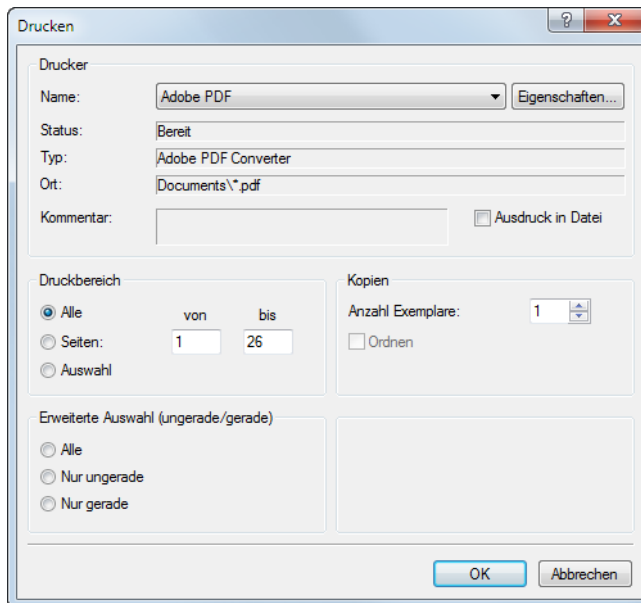 Drucken
Drucker
Name: Adobe PDF Eigenschaften...
Status: Bereit
Typ: Adobe PDF Converter
Ort: Documents\*.pdf
Kommentar: Ausdruck in Datei
Druckbereich Kopien
Alle von bis Anzahl Exemplare: 1
Seiten: 1 26 Ordnen
Auswahl
Erweiterte Auswahl (ungerade/gerade)
Alle
Nur ungerade
Nur gerade
OK Abbrechen